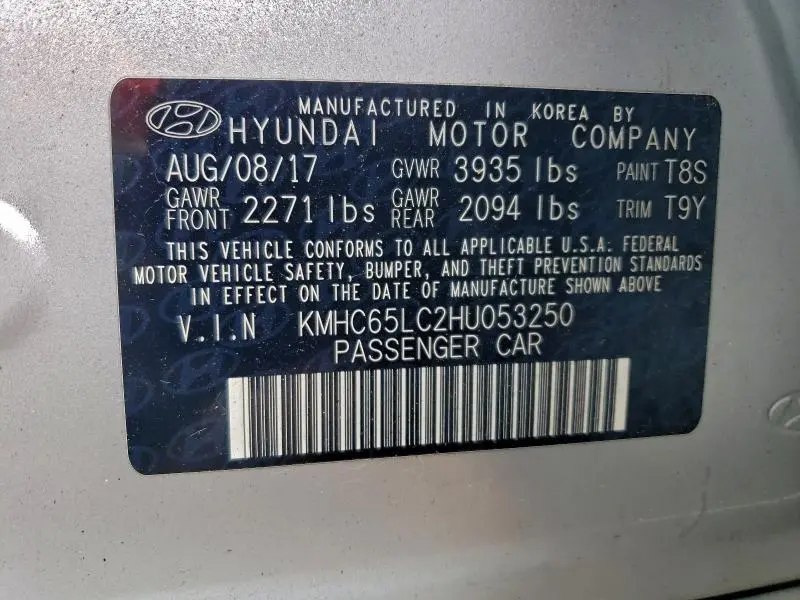 MANUFACTURED IN KOREA BY
HYUNDAI MOTOR COMPANY
AUG/08/17 GVWR 3935 lbs PAINT T8S
GAWR FRONT 2271 lbs GAWR REAR 2094 lbs TRIM T9Y
THIS VEHICLE CONFORMS TO ALL APPLICABLE U.S.A: FEDERAL
MOTOR VEHICLE SAFETY, BUMPER, AND THEFT PREVENTION STANDARDS
IN EFFECT ON THE DATE OF MANUFACTURE SHOWN ABOVE
V.I.N KMHC65LC2HU053250
PASSENGER CAR